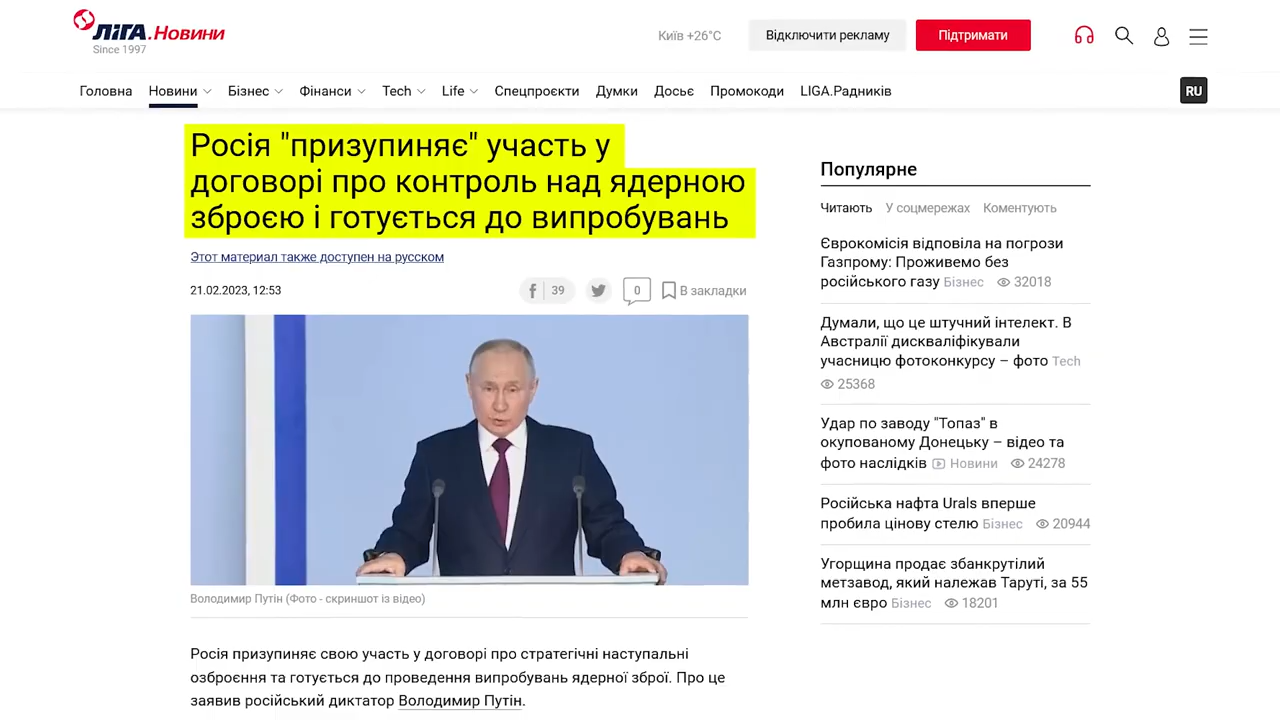 ЛІГА.Новини
Since 1997
Київ +26°C
Відключити рекламу
Підтримати
Головна
Новини
Бізнес
Фінанси
Tech
Life
Спецпроєкти
Думки
Досьє
Промокоди
LIGA.Радників
RU
Росія "призупиняє" участь у
договорі про контроль над ядерною
зброєю і готується до випробувань
Этот материал также доступен на русском
21.02.2023, 12:53
39
0
В закладки
Володимир Путін (Фото - скриншот із відео)
Росія призупиняє свою участь у договорі про стратегічні наступальні
озброєння та готується до проведення випробувань ядерної зброї. Про це
заявив російський диктатор Володимир Путін.
Популярне
Читають У соцмережах Коментують
Єврокомісія відповіла на погрози
Газпрому: Проживемо без
російського газу Бізнес 32018
Думали, що це штучний інтелект. В
Австралії дискваліфікували
учасницю фотоконкурсу – фото Tech
25368
Удар по заводу "Топаз" в
окупованому Донецьку – відео та
фото наслідків Новини 24278
Російська нафта Urals вперше
пробила цінову стелю Бізнес 20944
Угорщина продає збанкрутілий
метзавод, який належав Таруті, за 55
млн євро Бізнес 18201